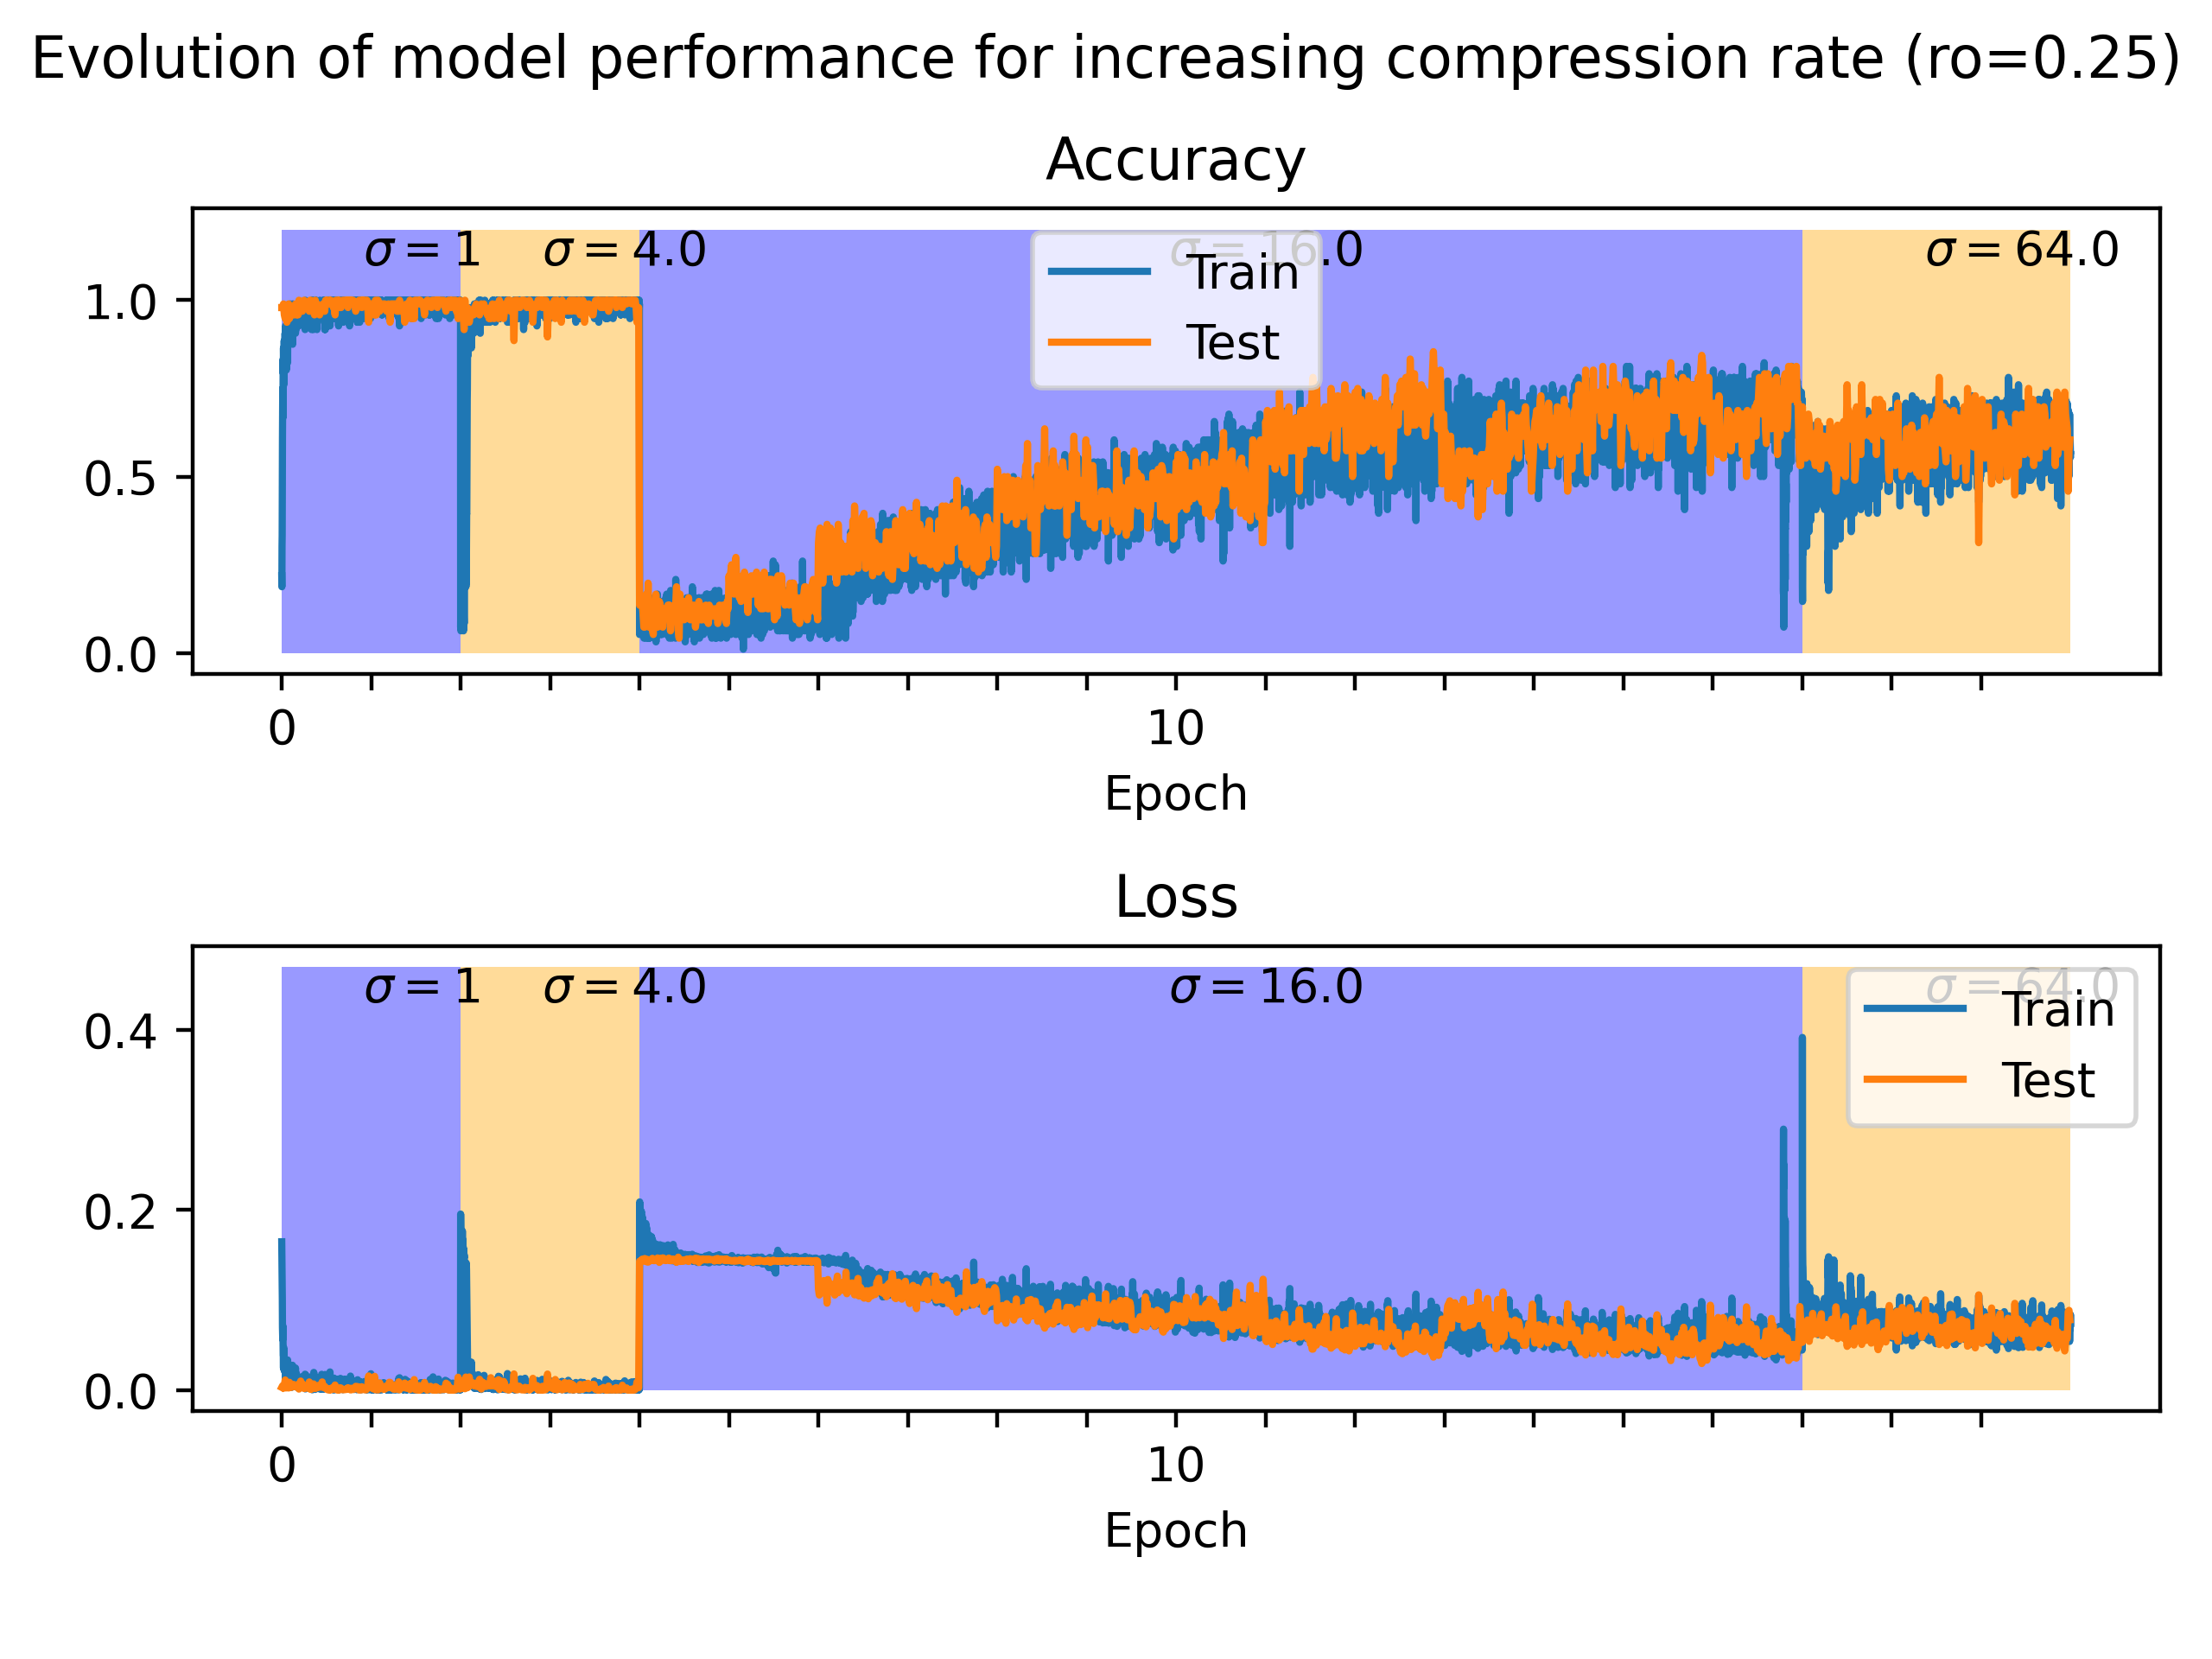 Evolution of model performance for increasing compression rate (ro=0.25)
Accuracy
σ = 1
σ = 4.0
σ = 16.0
σ = 64.0
Train
Test
1.0
0.5
0.0
0
10
Epoch
Loss
σ = 1
σ = 4.0
σ = 16.0
σ = 64.0
Train
Test
0.4
0.2
0.0
0
10
Epoch